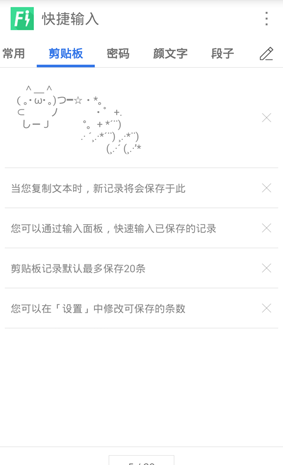 Fi 快捷输入
常用 剪贴板 密码 颜文字 段子
∧＿∧
( ｡･ω･｡)つ━☆・*｡
⊂　　 ノ 　　　・゜+.
しーＪ　　　°。+ *´¨)
.· ´¸.·*´¨) ¸.·*¨)
(¸.·´ (¸.·'*
当您复制文本时，新记录将会保存于此
您可以通过输入面板，快速输入已保存的记录
剪贴板记录默认最多保存20条
您可以在「设置」中修改可保存的条数